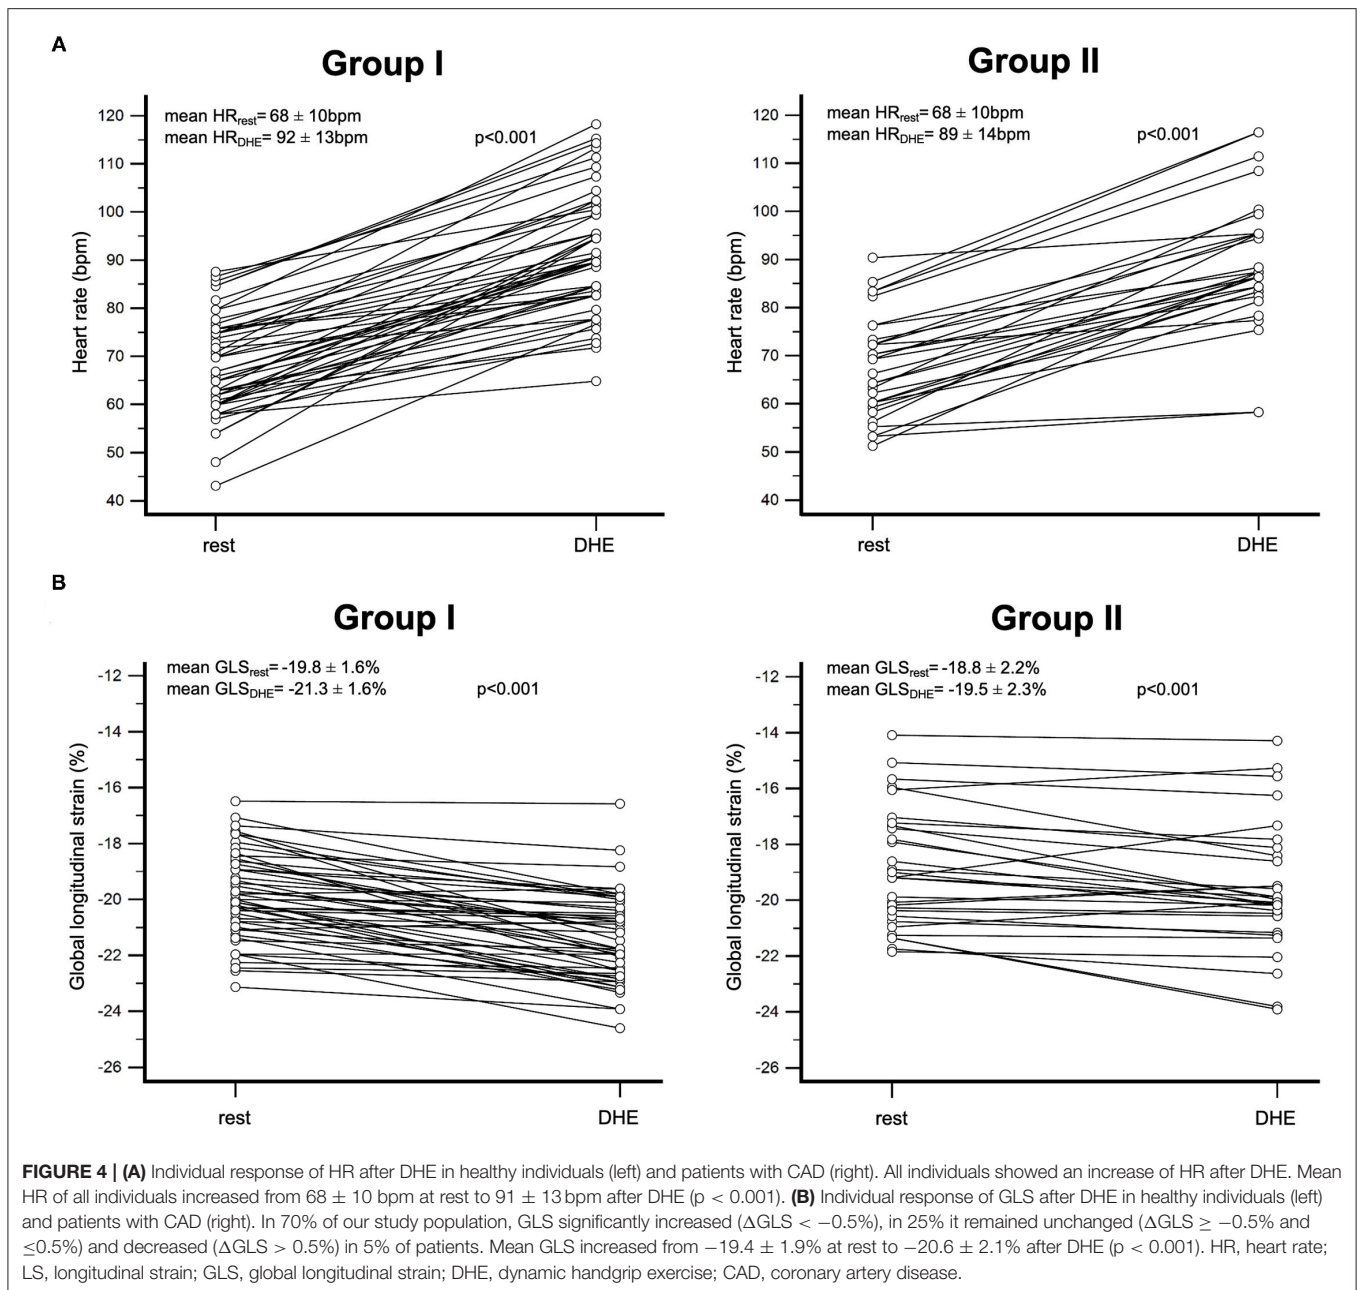 A
Group I
mean HRrest= 68 ± 10bpm
mean HRDHE= 92 ± 13bpm
p<0.001
Heart rate (bpm)
120
110
100
90
80
70
60
50
40
rest
DHE
Group II
mean HRrest= 68 ± 10bpm
mean HRDHE= 89 ± 14bpm
p<0.001
Heart rate (bpm)
120
110
100
90
80
70
60
50
40
rest
DHE
B
Group I
mean GLSrest= -19.8 ± 1.6%
mean GLSDHE= -21.3 ± 1.6%
p<0.001
Global longitudinal strain (%)
-12
-14
-16
-18
-20
-22
-24
-26
rest
DHE
Group II
mean GLSrest= -18.8 ± 2.2%
mean GLSDHE= -19.5 ± 2.3%
p<0.001
Global longitudinal strain (%)
-12
-14
-16
-18
-20
-22
-24
-26
rest
DHE
FIGURE 4 | (A) Individual response of HR after DHE in healthy individuals (left) and patients with CAD (right). All individuals showed an increase of HR after DHE. Mean
HR of all individuals increased from 68 ± 10 bpm at rest to 91 ± 13 bpm after DHE (p < 0.001). (B) Individual response of GLS after DHE in healthy individuals (left)
and patients with CAD (right). In 70% of our study population, GLS significantly increased (ΔGLS < −0.5%), in 25% it remained unchanged (ΔGLS ≥ −0.5% and
≤0.5%) and decreased (ΔGLS > 0.5%) in 5% of patients. Mean GLS increased from −19.4 ± 1.9% at rest to −20.6 ± 2.1% after DHE (p < 0.001). HR, heart rate;
LS, longitudinal strain; GLS, global longitudinal strain; DHE, dynamic handgrip exercise; CAD, coronary artery disease.